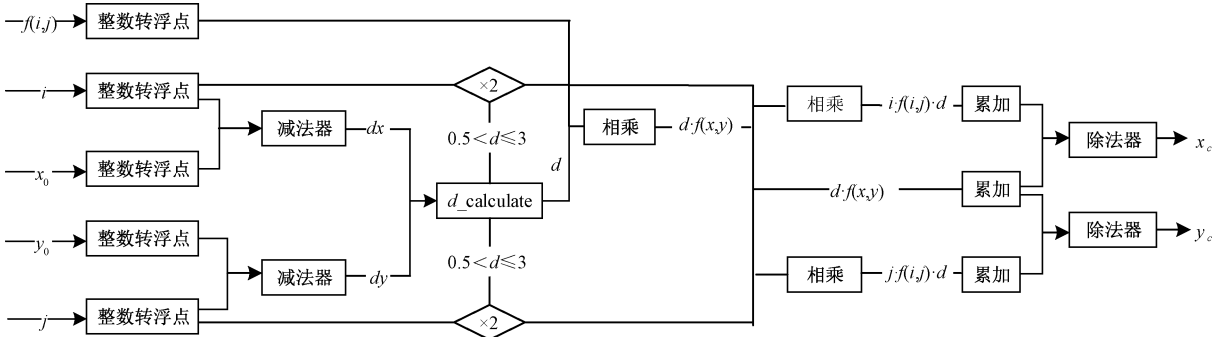 f(i,j)
整数转浮点
i
整数转浮点
×2
相乘
i·f(i,j)·d
累加
减法器
dx
0.5<d≤3
相乘
d·f(x,y)
除法器
x_c
x₀
整数转浮点
d
d_calculate
d·f(x,y)
累加
y₀
整数转浮点
除法器
y_c
减法器
dy
0.5<d≤3
相乘
j·f(i,j)·d
累加
j
整数转浮点
×2